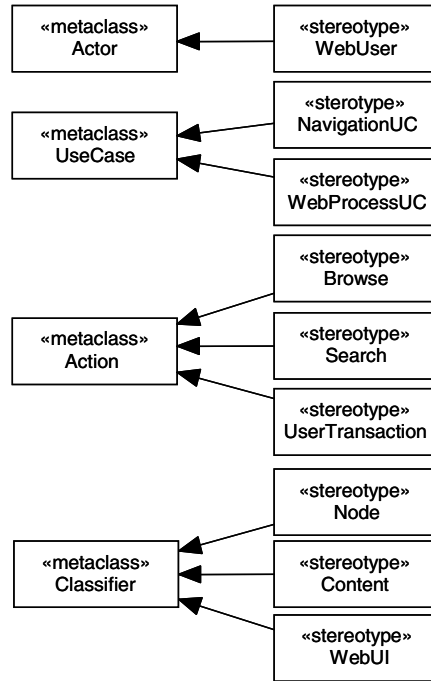 «metaclass»
Actor
«stereotype»
WebUser
«metaclass»
UseCase
«sterotype»
NavigationUC
«stereotype»
WebProcessUC
«metaclass»
Action
«stereotype»
Browse
«stereotype»
Search
«stereotype»
UserTransaction
«metaclass»
Classifier
«stereotype»
Node
«stereotype»
Content
«stereotype»
WebUI